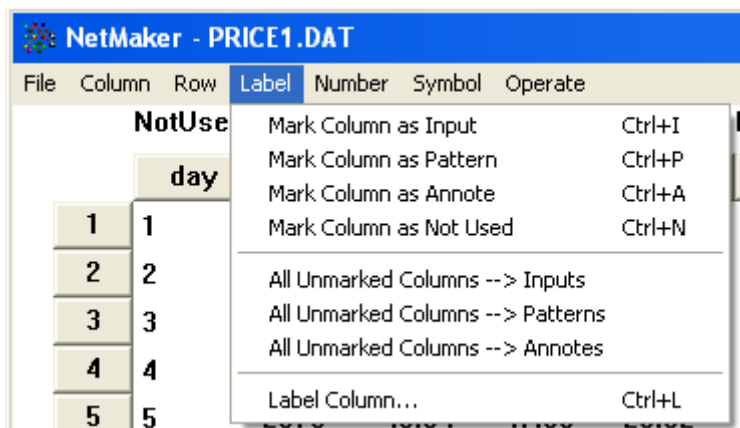 NetMaker - PRICE1.DAT
File Column Row Label Number Symbol Operate
NotUse
Mark Column as Input Ctrl+I
Mark Column as Pattern Ctrl+P
day Mark Column as Annote Ctrl+A
1 1 Mark Column as Not Used Ctrl+N
2 2 All Unmarked Columns --> Inputs
3 3 All Unmarked Columns --> Patterns
All Unmarked Columns --> Annotes
4 4
5 5 Label Column... Ctrl+L